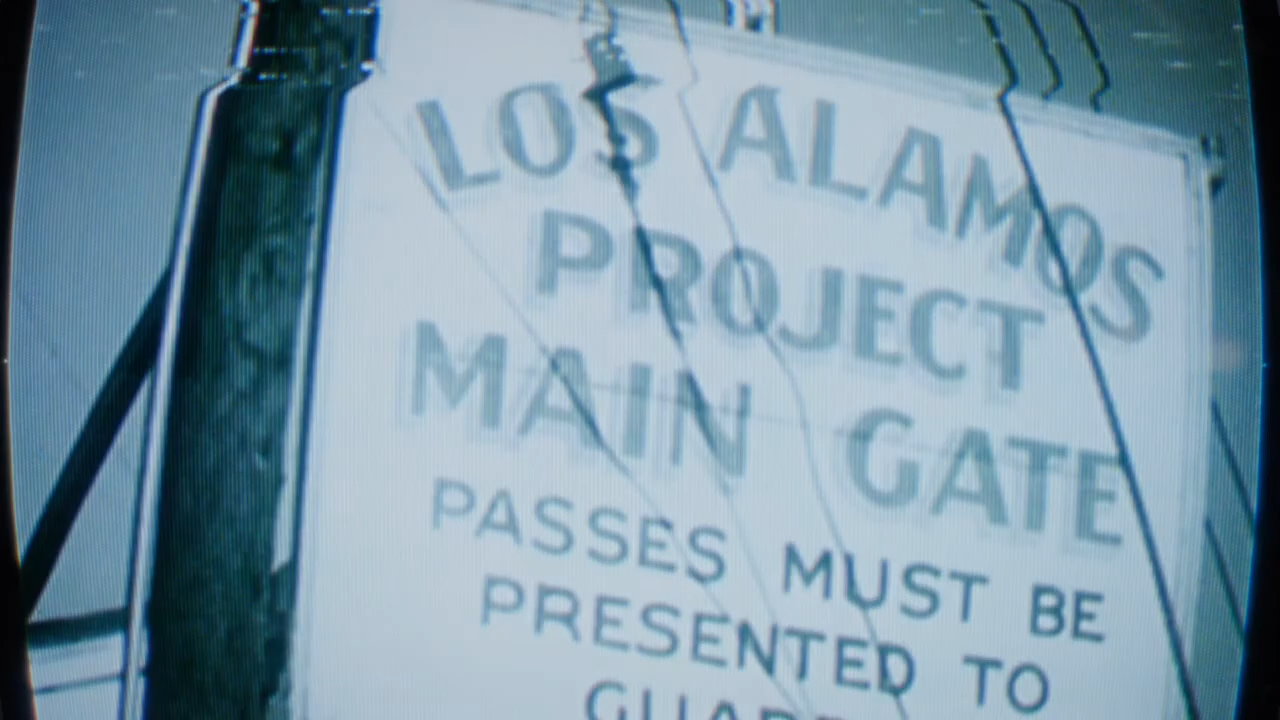 LOS ALAMOS
PROJECT
MAIN GATE
PASSES MUST BE
PRESENTED TO